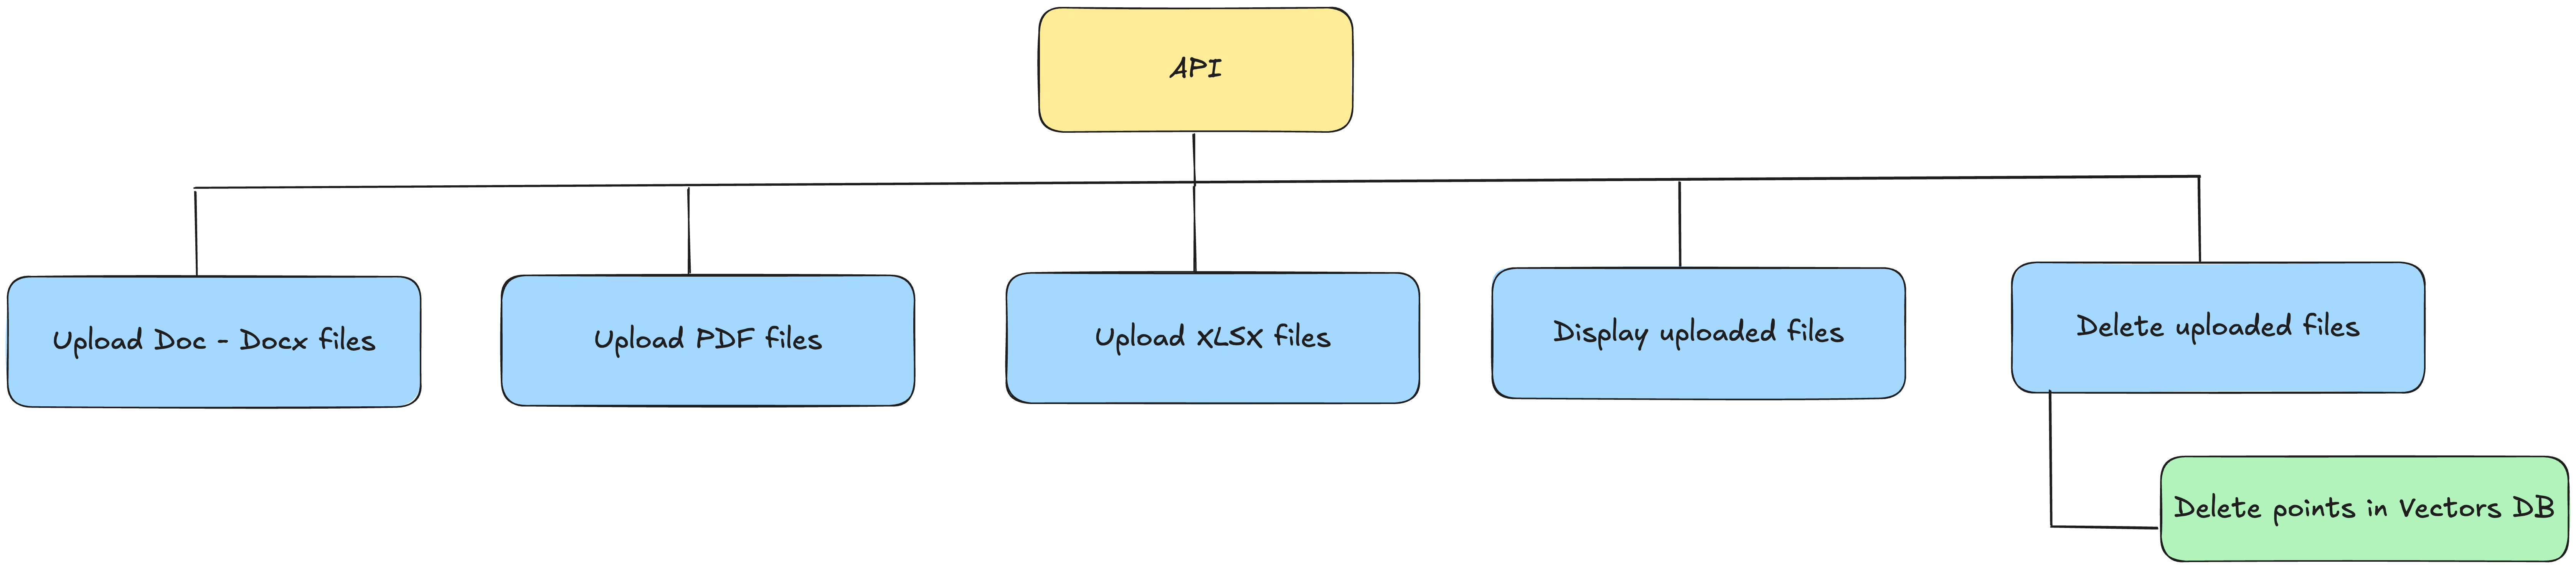 API
Upload Doc - Docx files
Upload PDF files
Upload XLSX files
Display uploaded files
Delete uploaded files
Delete points in Vectors DB